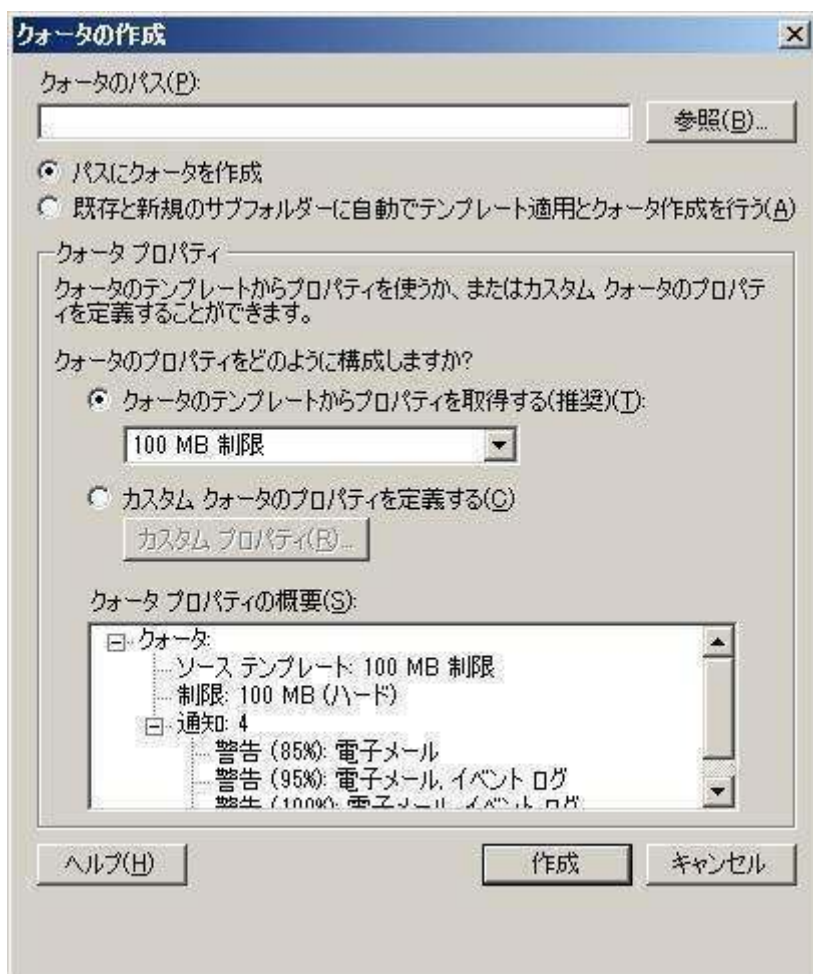 クォータの作成
クォータのパス(P):
参照(B)...
パスにクォータを作成
既存と新規のサブフォルダーに自動でテンプレート適用とクォータ作成を行う(A)
クォータ プロパティ
クォータのテンプレートからプロパティを使うか、またはカスタム クォータのプロパテ
ィを定義することができます。
クォータのプロパティをどのように構成しますか?
クォータのテンプレートからプロパティを取得する(推奨)(T):
100 MB 制限
カスタム クォータのプロパティを定義する(C)
カスタム プロパティ(R)...
クォータ プロパティの概要(S):
クォータ:
ソース テンプレート: 100 MB 制限
制限: 100 MB (ハード)
通知: 4
警告 (85%): 電子メール
警告 (95%): 電子メール, イベント ログ
警告 (100%): 電子メール, イベント ログ
ヘルプ(H)
作成
キャンセル